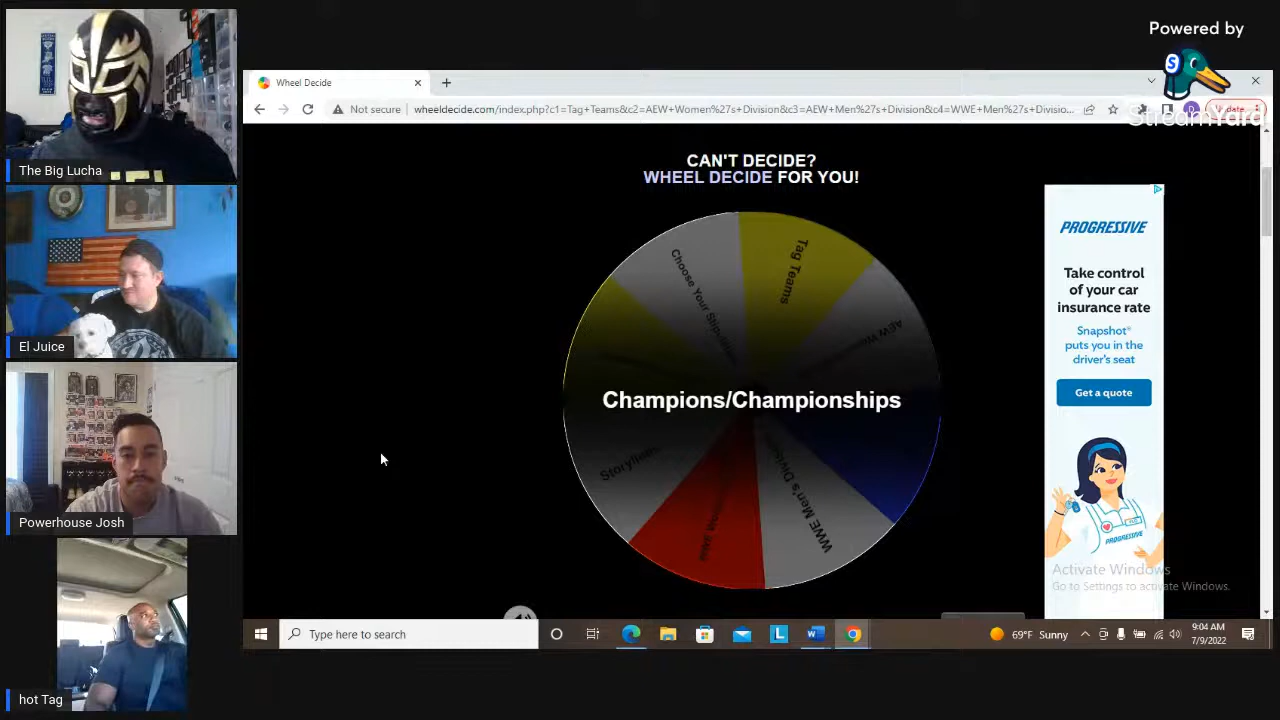 Powered by
S
StreamYard
The Big Lucha
El Juice
Powerhouse Josh
hot Tag
Wheel Decide
Not secure
wheeldecide.com/index.php?c1=Tag+Teams&c2=AEW+Women%27s+Division&c3=AEW+Men%27s+Division&c4=WWE+Men%27s+Divisio...
CAN'T DECIDE?
WHEEL DECIDE FOR YOU!
Choose Your
Tag Teams
WWE Men's Divis
Champions/Championships
PROGRESSIVE
Take control
of your car
insurance rate
Snapshot®
puts you in the
driver's seat
Get a quote
PROGRESSIVE
Activate Windows
Go to Settings to activate Windows.
Type here to search
L
69°F Sunny
9:04 AM
7/9/2022